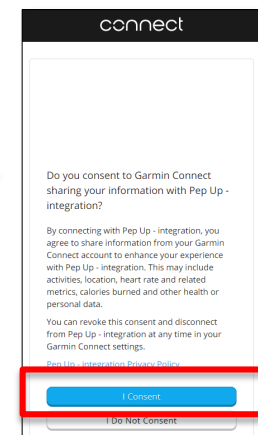 connect
Do you consent to Garmin Connect
sharing your information with Pep Up -
integration?
By connecting with Pep Up - integration, you
agree to share information from your Garmin
Connect account to enhance your experience
with Pep Up - integration. This may include
activities, location, heart rate and related
metrics, calories burned and other health or
personal data.
You can revoke this consent and disconnect
from Pep Up - integration at any time in your
Garmin Connect settings.
Pep Up - integration Privacy Policy
I Consent
I Do Not Consent